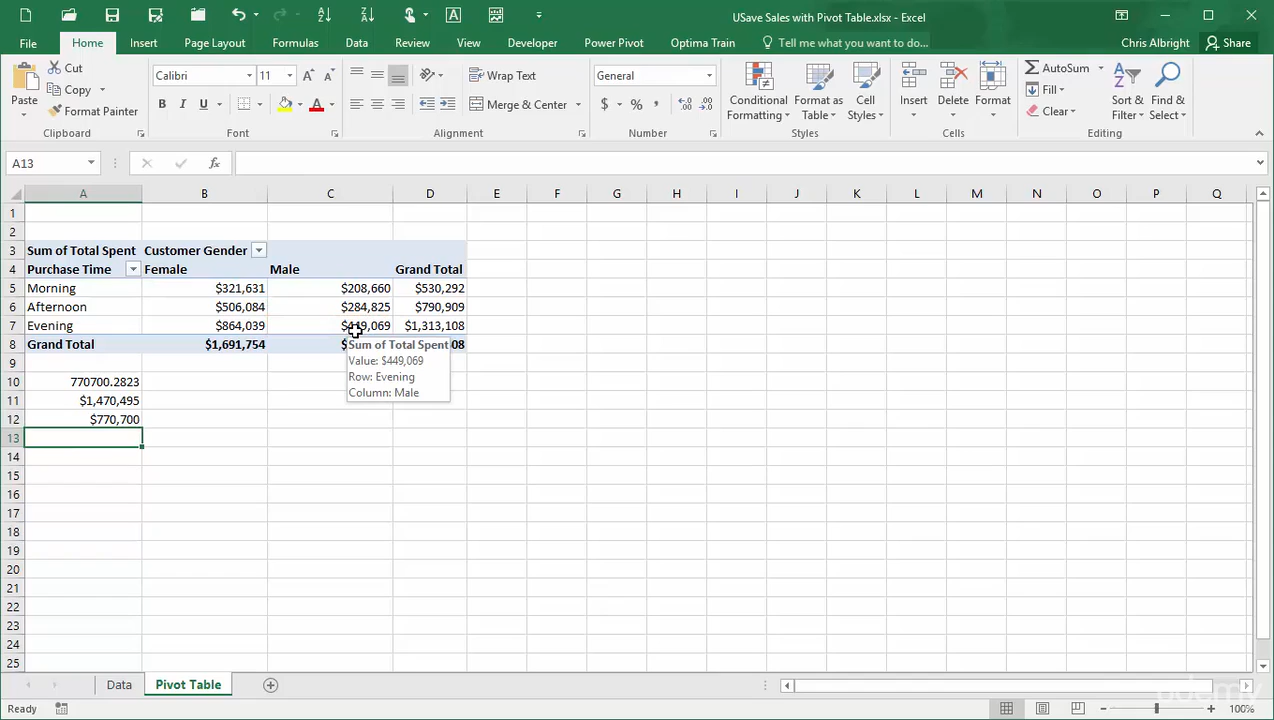 USave Sales with Pivot Table.xlsx - Excel
File Home Insert Page Layout Formulas Data Review View Developer Power Pivot Optima Train Tell me what you want to do... Chris Albright Share
Paste Cut Copy Format Painter
Calibri 11
Wrap Text
Merge & Center
General
Conditional Formatting Format as Table Cell Styles
Insert Delete Format
AutoSum Fill Clear
Sort & Filter Find & Select
Clipboard Font Alignment Number Styles Cells Editing
A13
A B C D E F G H I J K L M N O P Q
1
2
3 Sum of Total Spent Customer Gender
4 Purchase Time Female Male Grand Total
5 Morning $321,631 $208,660 $530,292
6 Afternoon $506,084 $284,825 $790,909
7 Evening $864,039 $449,069 $1,313,108
8 Grand Total $1,691,754 $ 08
Sum of Total Spent
Value: $449,069
Row: Evening
Column: Male
9
10 770700.2823
11 $1,470,495
12 $770,700
13
14
15
16
17
18
19
20
21
22
23
24
25
Data Pivot Table
udemy
Ready 100%